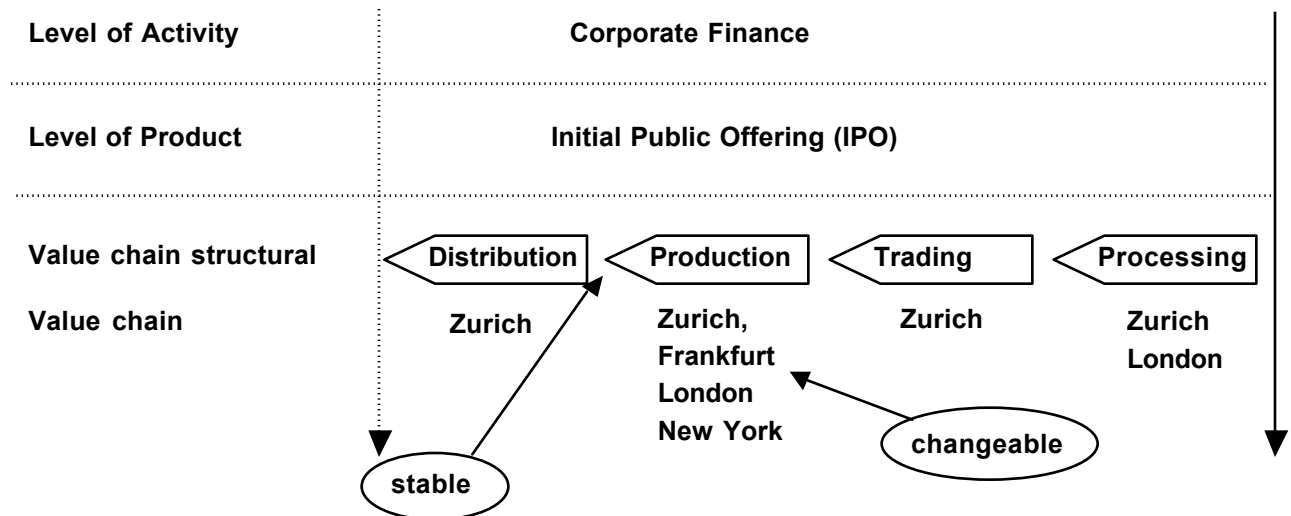 Level of Activity
Corporate Finance
Level of Product
Initial Public Offering (IPO)
Value chain structural
Distribution
Production
Trading
Processing
Value chain
Zurich
Zurich,
Frankfurt
London
New York
Zurich
Zurich
London
changeable
stable